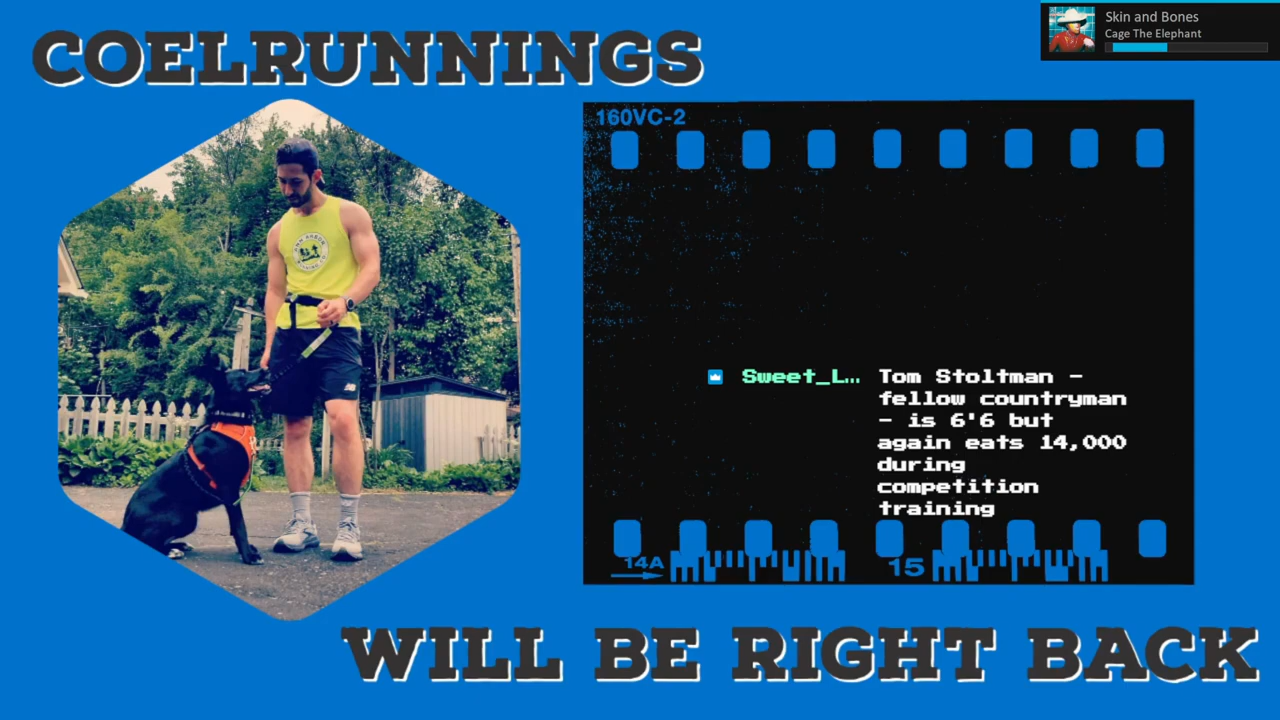 COELRUNNINGS
Skin and Bones
Cage The Elephant
160VC-2
Sweet_L... Tom Stoltman -
fellow countryman
- is 6'6 but
again eats 14,000
during
competition
training
14A
15
WILL BE RIGHT BACK